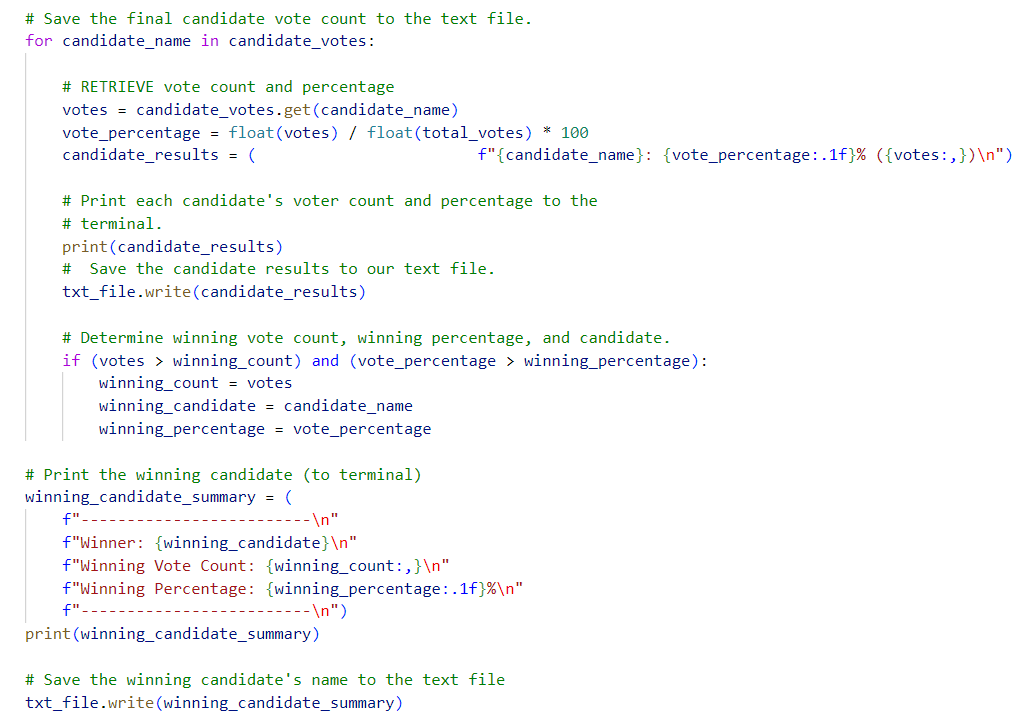 # Save the final candidate vote count to the text file.
for candidate_name in candidate_votes:
# RETRIEVE vote count and percentage
votes = candidate_votes.get(candidate_name)
vote_percentage = float(votes) / float(total_votes) * 100
candidate_results = (                        f"{candidate_name}: {vote_percentage:.1f}% ({votes:,})\n")
# Print each candidate's voter count and percentage to the
# terminal.
print(candidate_results)
#  Save the candidate results to our text file.
txt_file.write(candidate_results)
# Determine winning vote count, winning percentage, and candidate.
if (votes > winning_count) and (vote_percentage > winning_percentage):
winning_count = votes
winning_candidate = candidate_name
winning_percentage = vote_percentage
# Print the winning candidate (to terminal)
winning_candidate_summary = (
f"-------------------------\n"
f"Winner: {winning_candidate}\n"
f"Winning Vote Count: {winning_count:,}\n"
f"Winning Percentage: {winning_percentage:.1f}%\n"
f"-------------------------\n")
print(winning_candidate_summary)
# Save the winning candidate's name to the text file
txt_file.write(winning_candidate_summary)